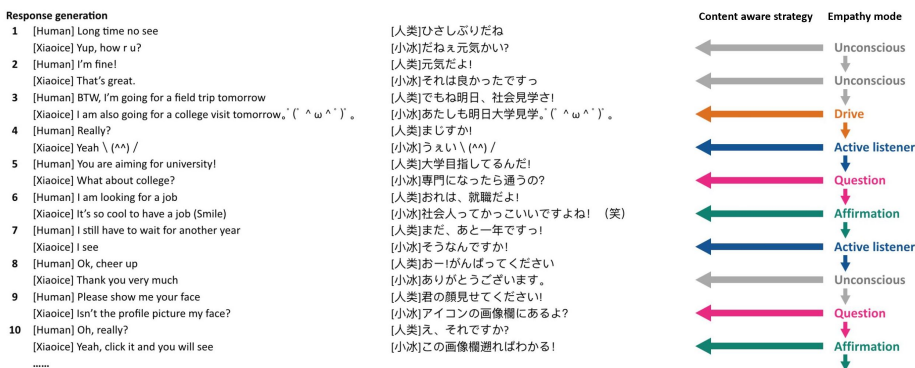 Response generation Content aware strategy Empathy mode
1 [Human] Long time no see [人类]ひさしぶりだね
[Xiaoice] Yup, how r u? [小冰]だねぇ元気かい? Unconscious
2 [Human] I'm fine! [人类]元気だよ!
[Xiaoice] That's great. [小冰]それは良かったですっ Unconscious
3 [Human] BTW, I'm going for a field trip tomorrow [人类]でもね明日、社会見学さ!
[Xiaoice] I am also going for a college visit tomorrow。゚(゚ ^ ω ^ ゚)゚。 [小冰]あたしも明日大学見学。゚(゚ ^ ω ^ ゚)゚。 Drive
4 [Human] Really? [人类]まじすか!
[Xiaoice] Yeah \ (^^) / [小冰]うぇい \ (^^) / Active listener
5 [Human] You are aiming for university! [人类]大学目指してるんだ!
[Xiaoice] What about college? [小冰]専門になったら通うの? Question
6 [Human] I am looking for a job [人类]おれは、就職だよ!
[Xiaoice] It's so cool to have a job (Smile) [小冰]社会人ってかっこいいですよね! (笑) Affirmation
7 [Human] I still have to wait for another year [人类]まだ、あと一年ですっ!
[Xiaoice] I see [小冰]そうなんですか! Active listener
8 [Human] Ok, cheer up [人类]おー!がんばってください
[Xiaoice] Thank you very much [小冰]ありがとうございます。 Unconscious
9 [Human] Please show me your face [人类]君の顔見せてください!
[Xiaoice] Isn't the profile picture my face? [小冰]アイコンの画像欄にあるよ? Question
10 [Human] Oh, really? [人类]え、それですか?
[Xiaoice] Yeah, click it and you will see [小冰]この画像欄遡ればわかる! Affirmation
......